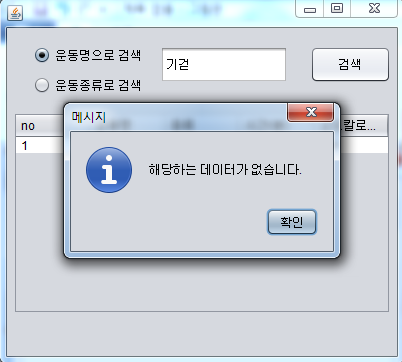 운동명으로 검색
기걷
검색
운동종류로 검색
메시지
no
칼로...
1
해당하는 데이터가 없습니다.
확인